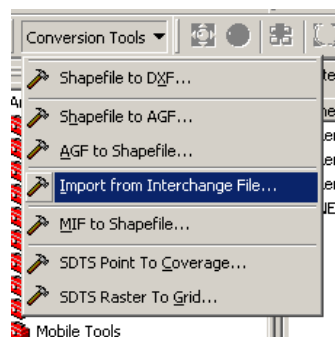 Conversion Tools
Shapefile to DXF...
Shapefile to AGF...
AGF to Shapefile...
Import from Interchange File...
MIF to Shapefile...
SDTS Point To Coverage...
SDTS Raster To Grid...
Mobile Tools